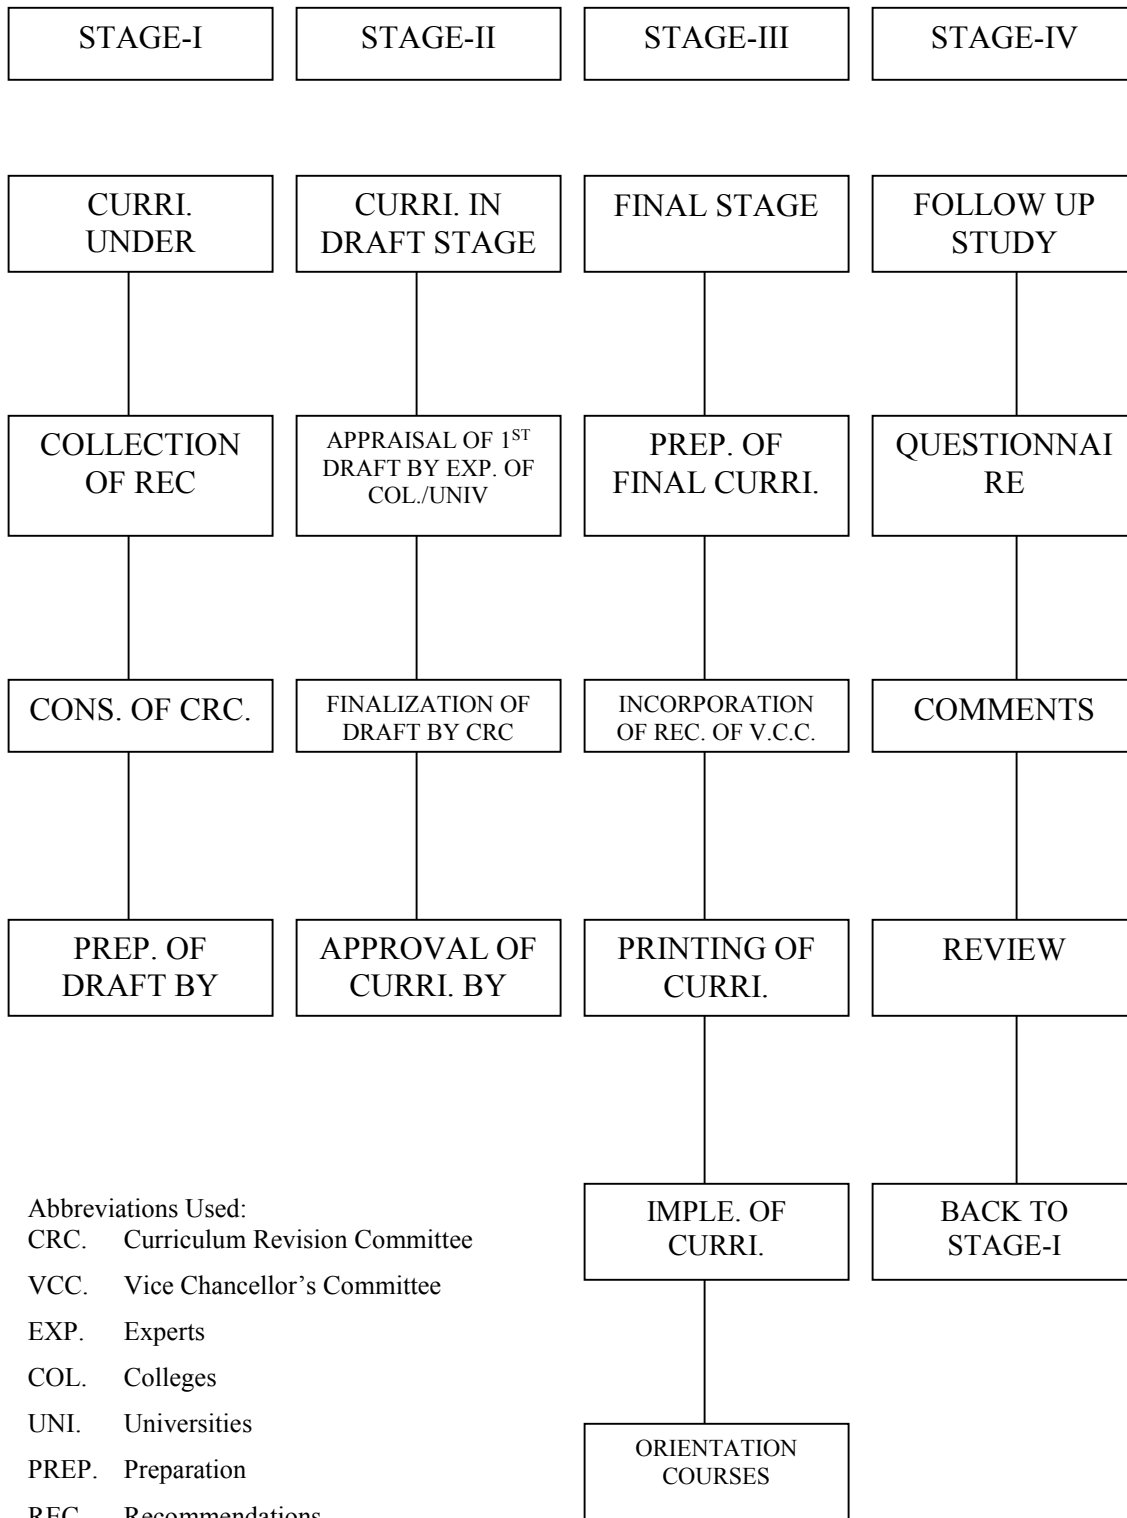 STAGE-I
STAGE-II
STAGE-III
STAGE-IV
CURRI.
UNDER
CURRI. IN
DRAFT STAGE
FINAL STAGE
FOLLOW UP
STUDY
COLLECTION
OF REC
APPRAISAL OF 1ST
DRAFT BY EXP. OF
COL./UNIV
PREP. OF
FINAL CURRI.
QUESTIONNAI
RE
CONS. OF CRC.
FINALIZATION OF
DRAFT BY CRC
INCORPORATION
OF REC. OF V.C.C.
COMMENTS
PREP. OF
DRAFT BY
APPROVAL OF
CURRI. BY
PRINTING OF
CURRI.
REVIEW
IMPLE. OF
CURRI.
BACK TO
STAGE-I
ORIENTATION
COURSES
Abbreviations Used:
CRC. Curriculum Revision Committee
VCC. Vice Chancellor’s Committee
EXP. Experts
COL. Colleges
UNI. Universities
PREP. Preparation
REC. Recommendations